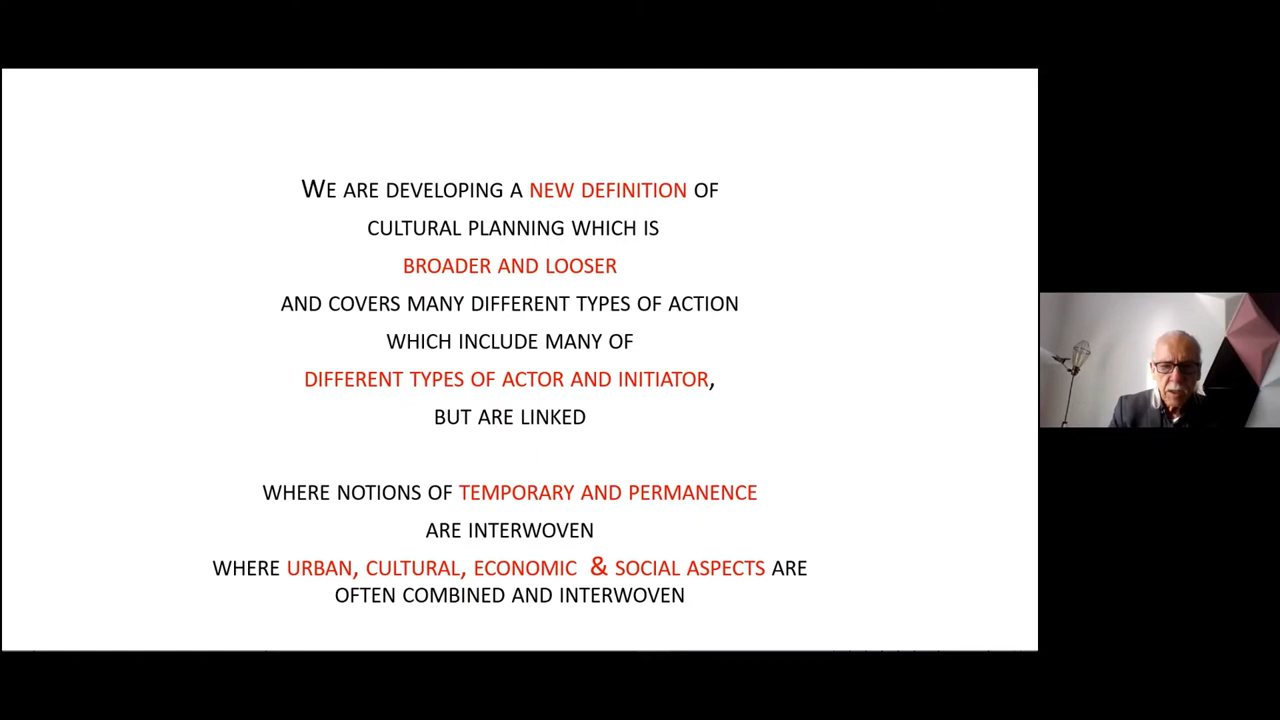 WE ARE DEVELOPING A NEW DEFINITION OF
CULTURAL PLANNING WHICH IS
BROADER AND LOOSER
AND COVERS MANY DIFFERENT TYPES OF ACTION
WHICH INCLUDE MANY OF
DIFFERENT TYPES OF ACTOR AND INITIATOR,
BUT ARE LINKED
WHERE NOTIONS OF TEMPORARY AND PERMANENCE
ARE INTERWOVEN
WHERE URBAN, CULTURAL, ECONOMIC & SOCIAL ASPECTS ARE
OFTEN COMBINED AND INTERWOVEN